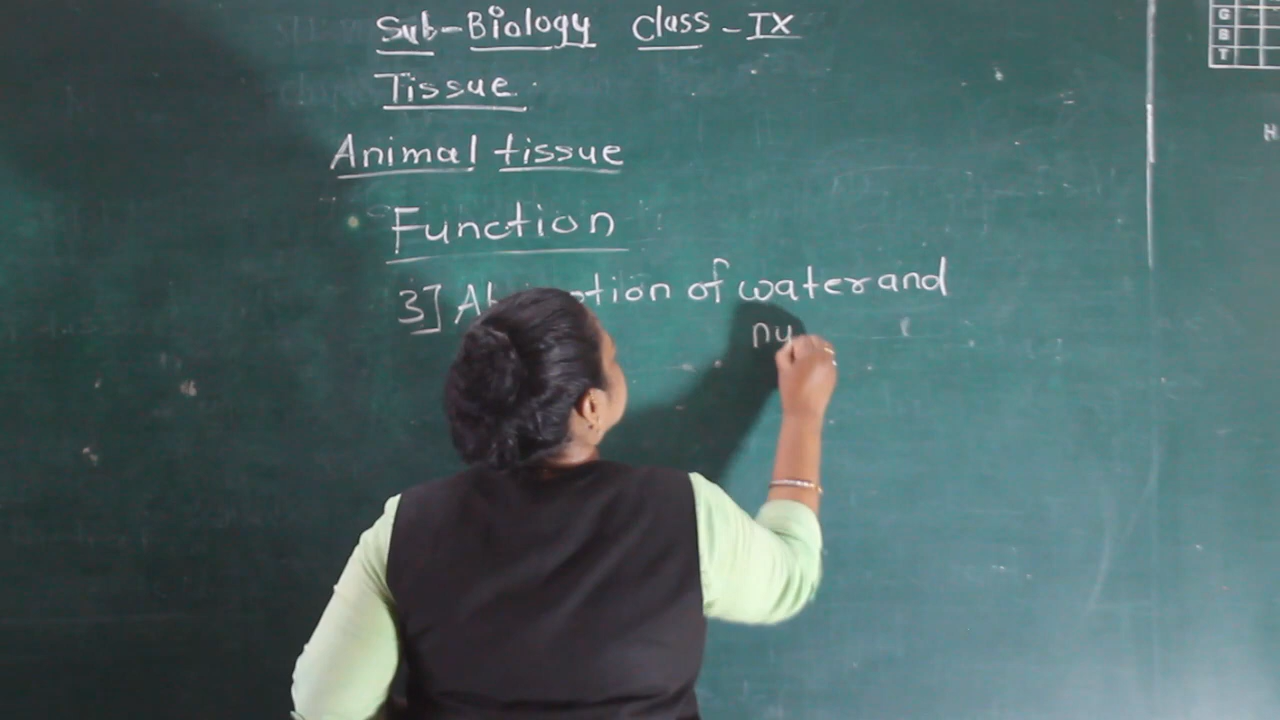 Sub-Biology Class-IX
Tissue
Animal tissue
Function
3] of water and
G
B
T
H